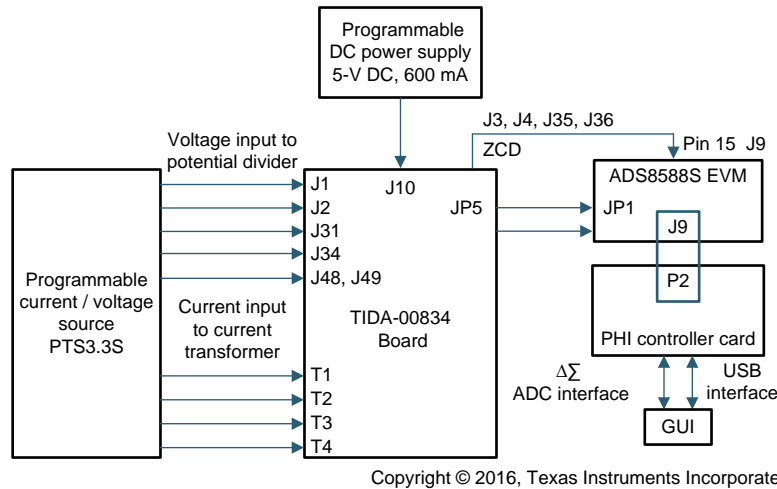 Programmable
DC power supply
5-V DC, 600 mA
J3, J4, J35, J36
ZCD
Pin 15 J9
Voltage input to
potential divider
J1
J2
J31
J34
J48, J49
J10
JP5
ADS8588S EVM
JP1
J9
P2
PHI controller card
Programmable
current / voltage
source
PTS3.3S
Current input
to current
transformer
TIDA-00834
Board
T1
T2
T3
T4
ΔΣ
ADC interface
USB
interface
GUI
Copyright © 2016, Texas Instruments Incorporate